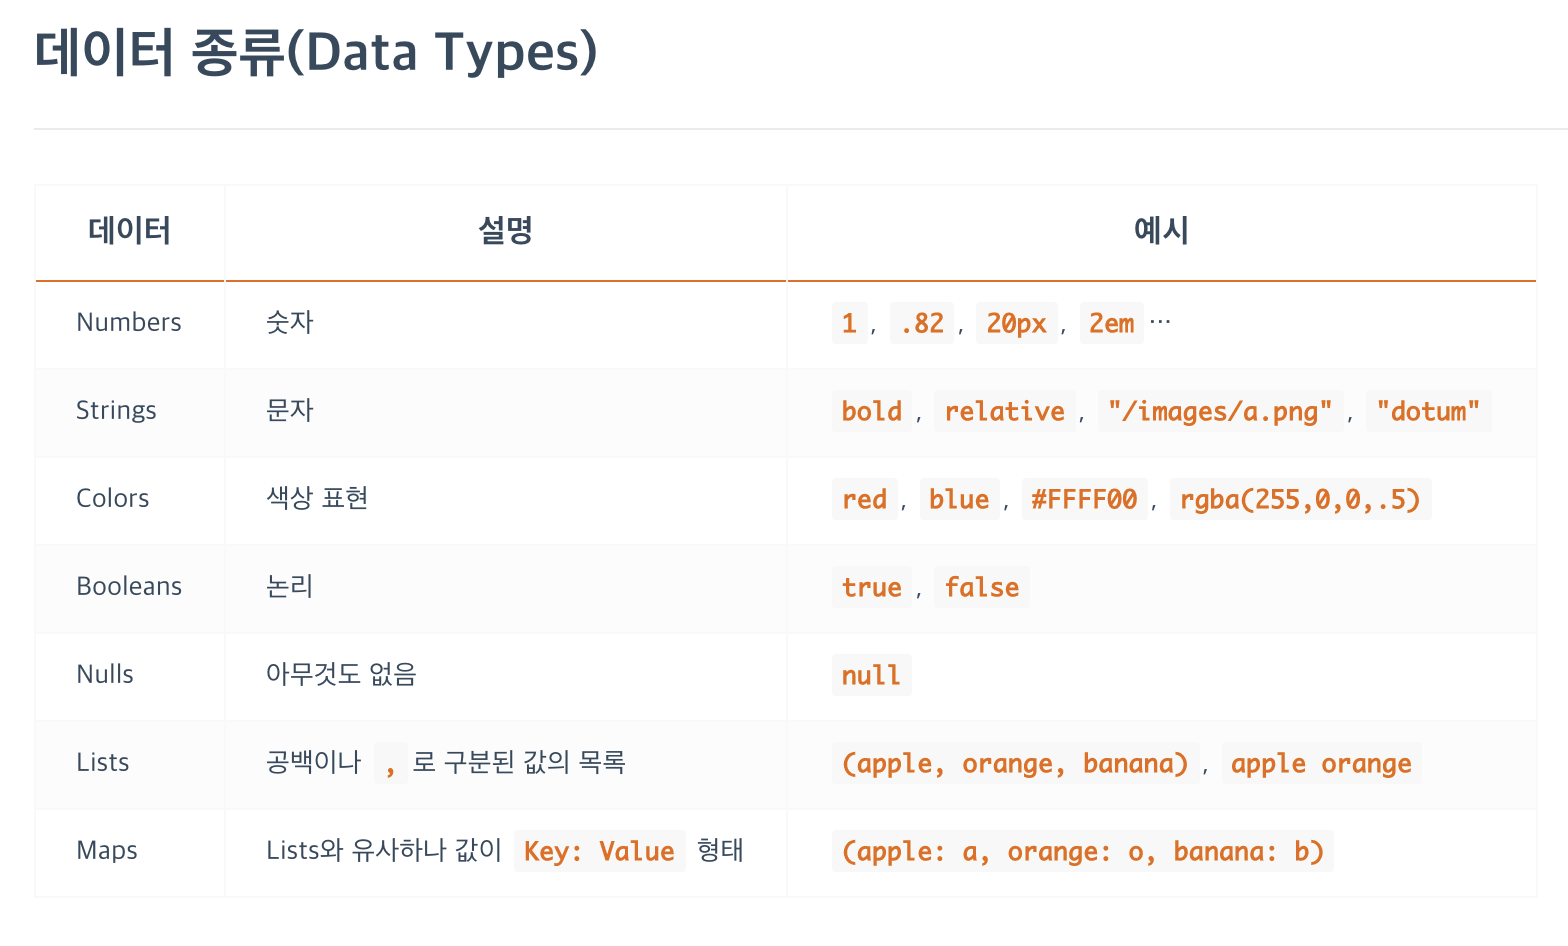 데이터 종류(Data Types)
데이터 설명 예시
Numbers 숫자 1 , .82 , 20px , 2em ⋯
Strings 문자 bold , relative , "/images/a.png" , "dotum"
Colors 색상 표현 red , blue , #FFFF00 , rgba(255,0,0,.5)
Booleans 논리 true , false
Nulls 아무것도 없음 null
Lists 공백이나 , 로 구분된 값의 목록 (apple, orange, banana) , apple orange
Maps Lists와 유사하나 값이 Key: Value 형태 (apple: a, orange: o, banana: b)